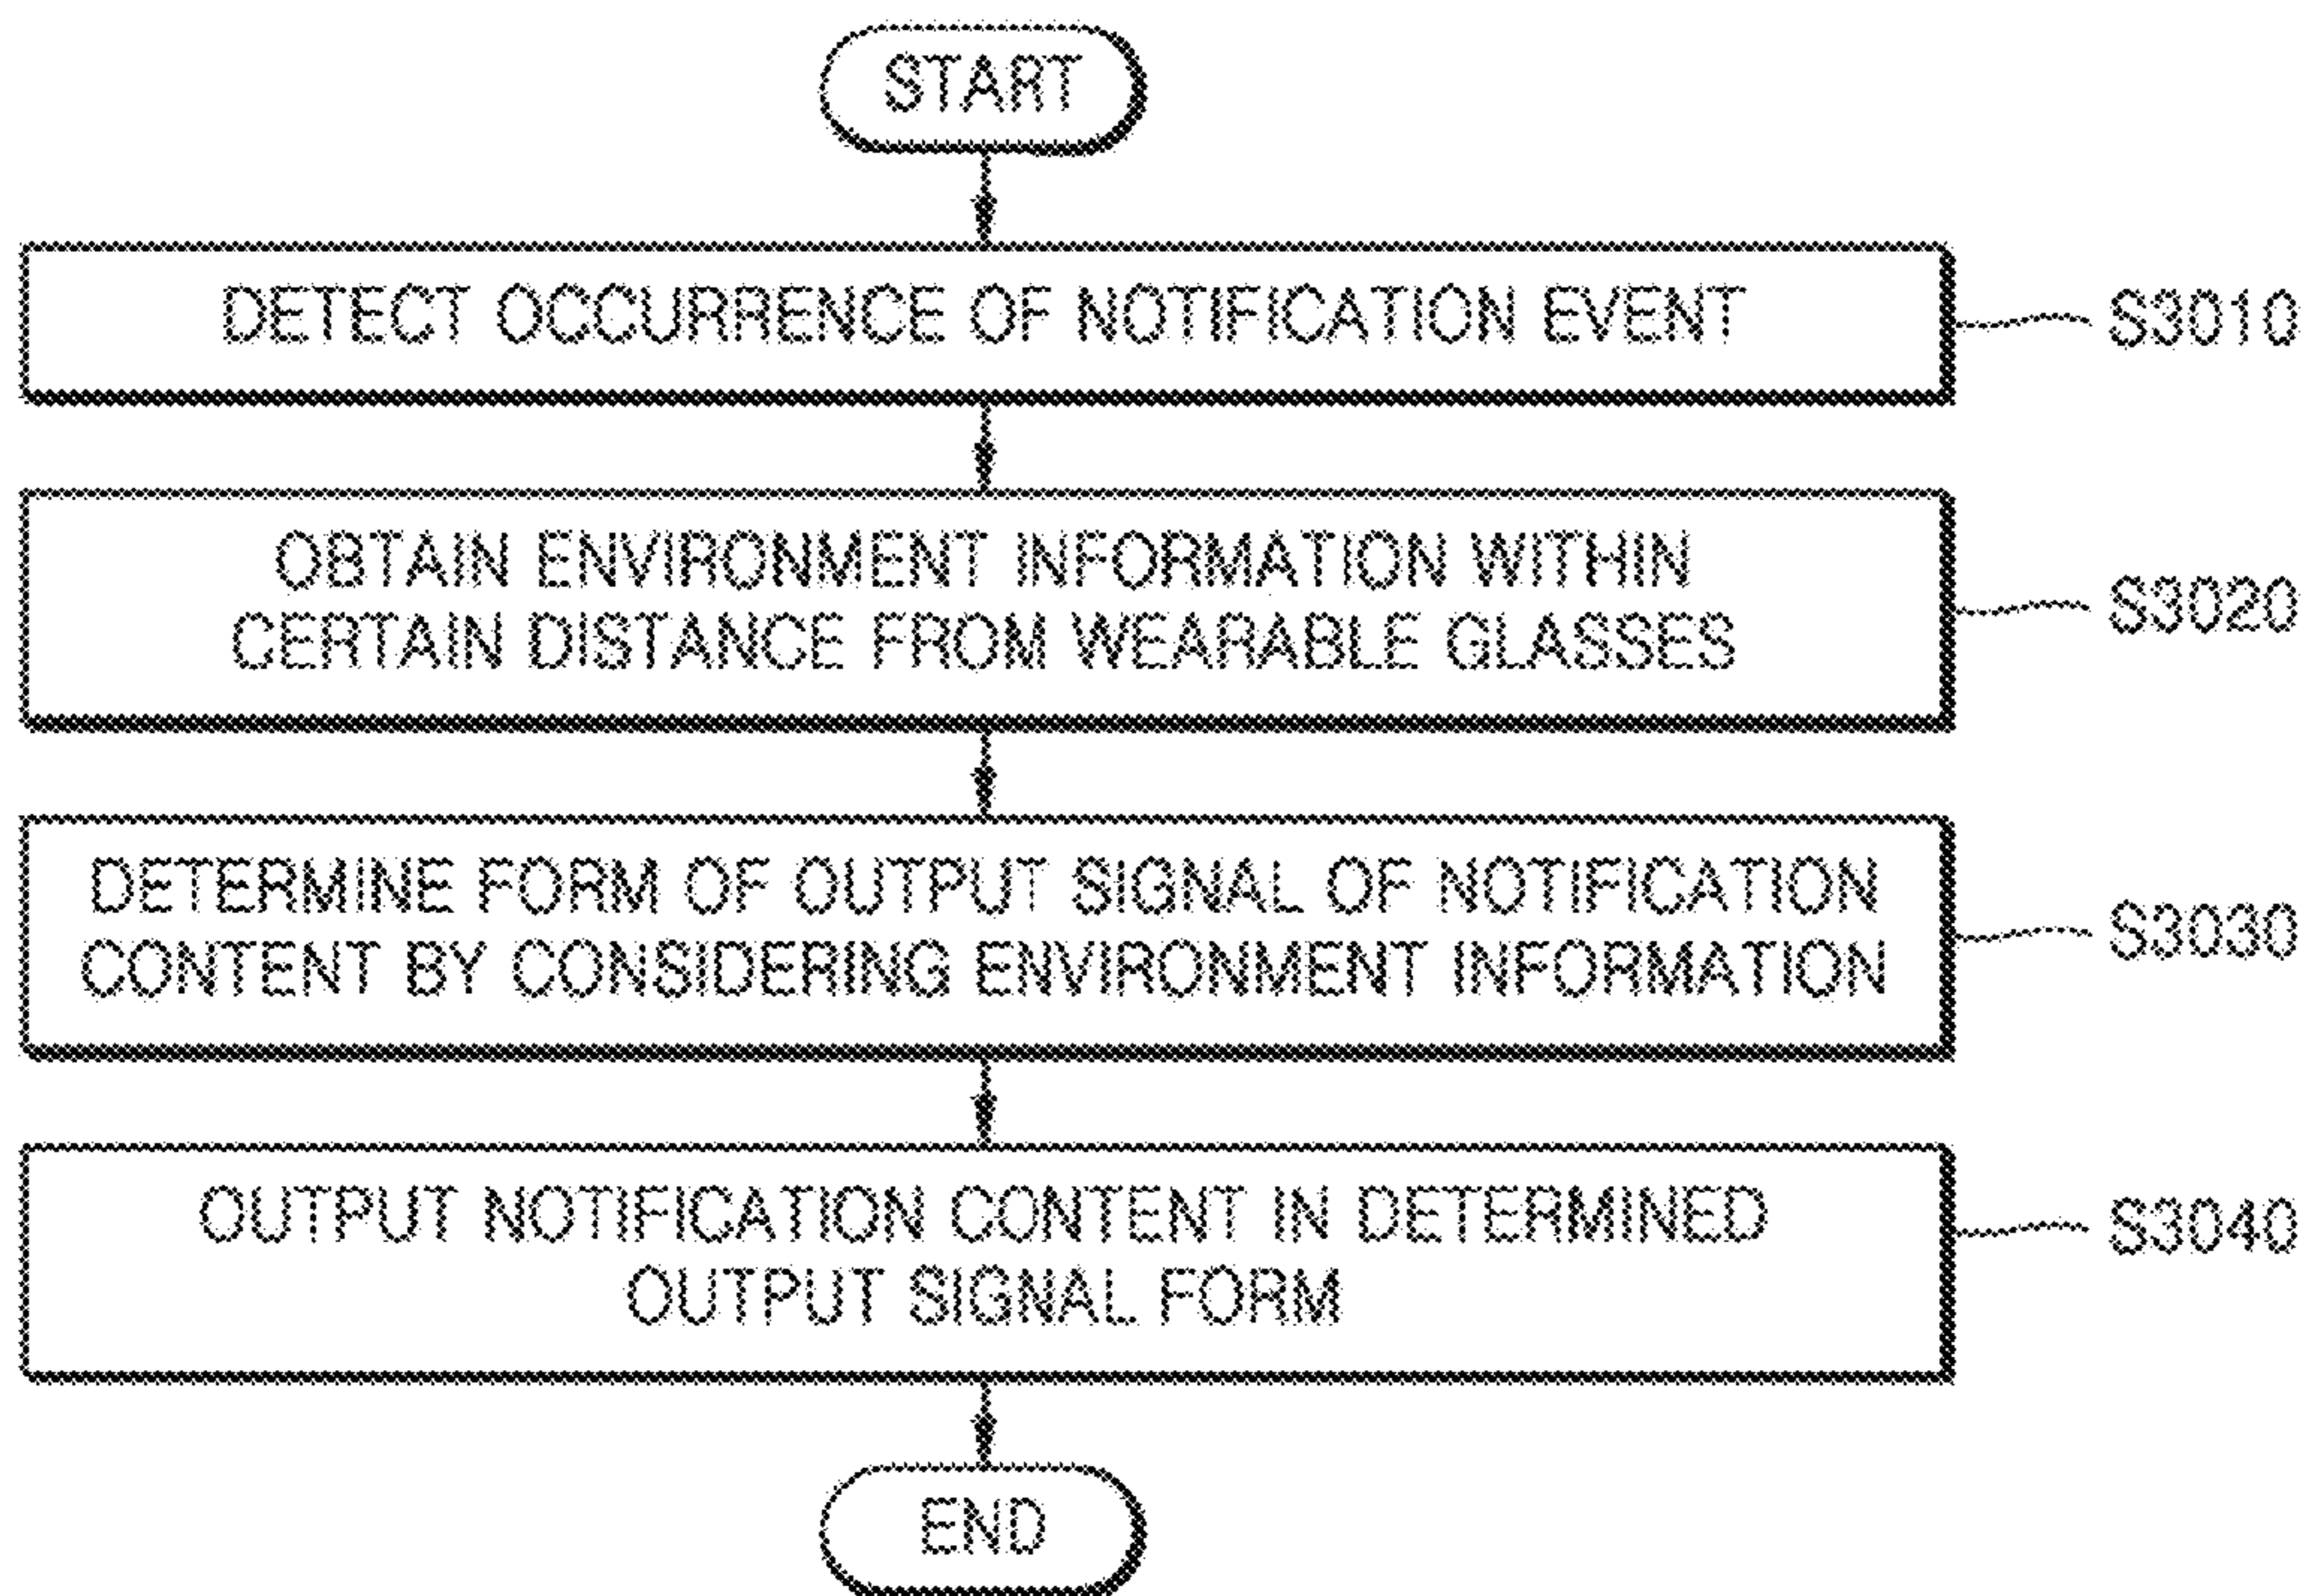 START
DETECT OCCURRENCE OF NOTIFICATION EVENT
S3010
OBTAIN ENVIRONMENT INFORMATION WITHIN
CERTAIN DISTANCE FROM WEARABLE GLASSES
S3020
DETERMINE FORM OF OUTPUT SIGNAL OF NOTIFICATION
CONTENT BY CONSIDERING ENVIRONMENT INFORMATION
S3030
OUTPUT NOTIFICATION CONTENT IN DETERMINED
OUTPUT SIGNAL FORM
S3040
END